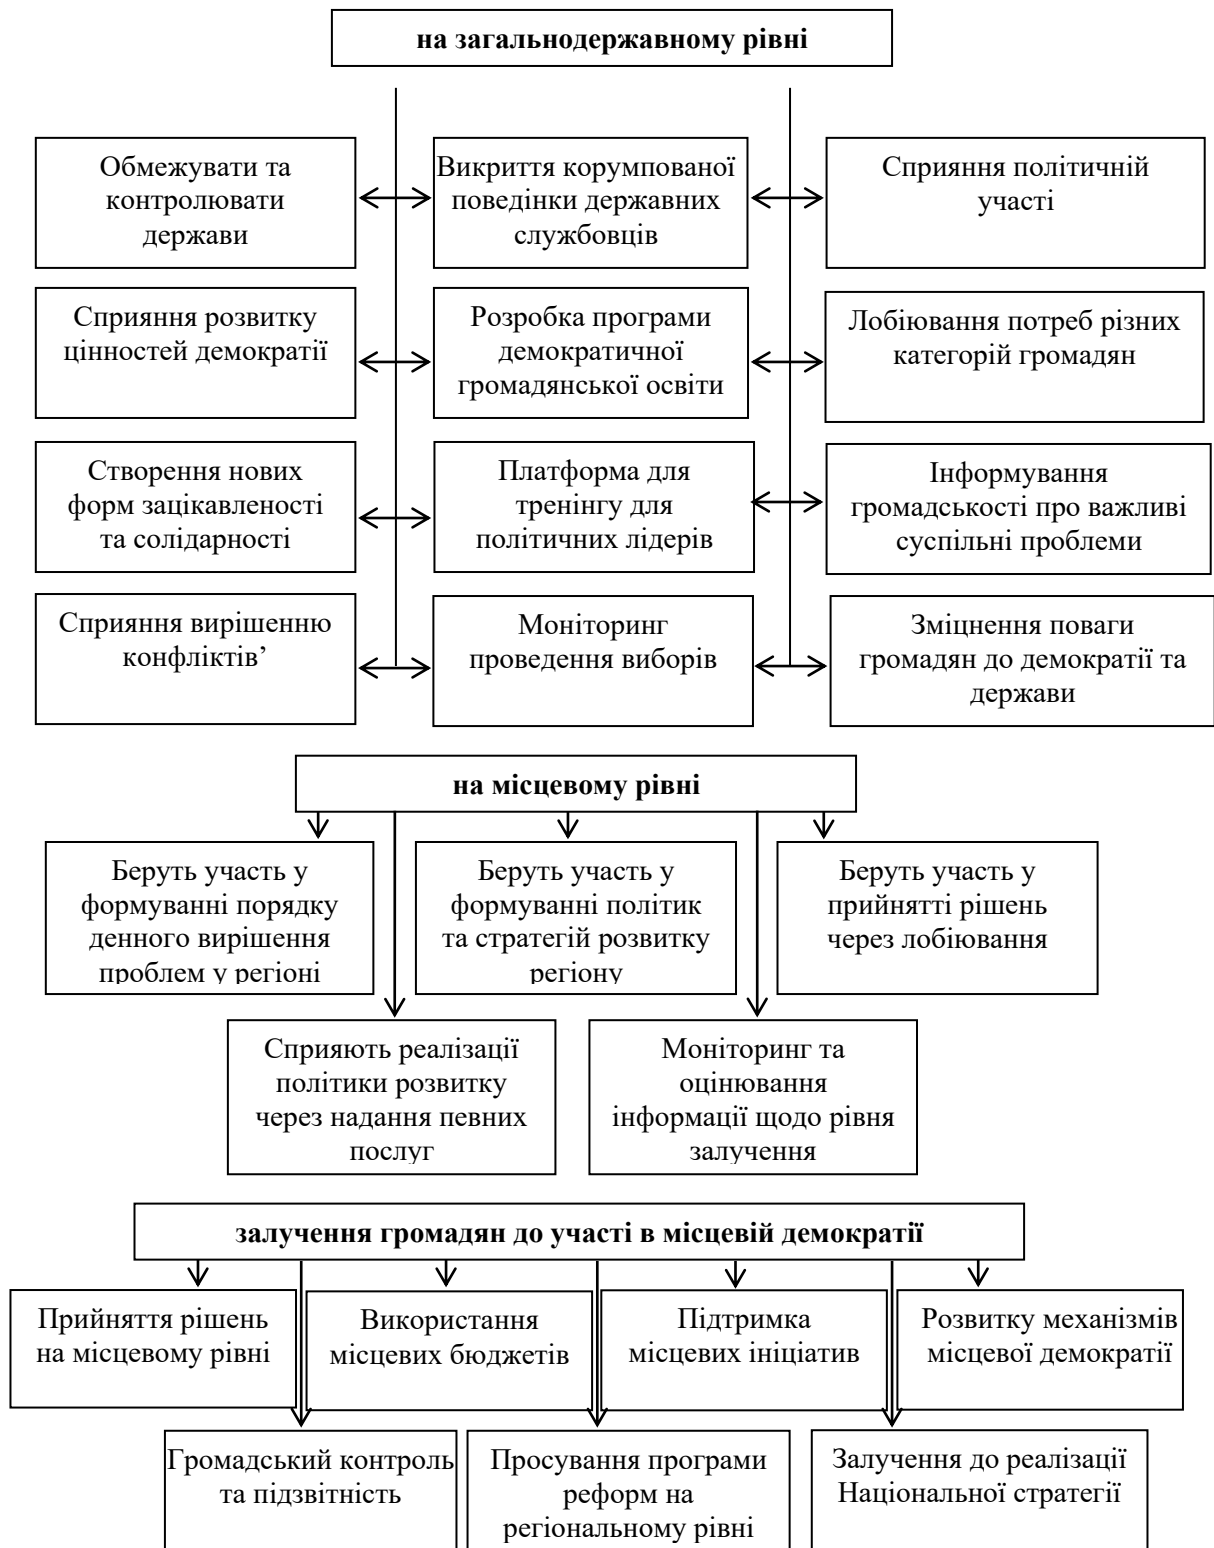 на загальнодержавному рівні
Обмежувати та
контролювати
держави
Викриття корумпованої
поведінки державних
службовців
Сприяння політичній
участі
Сприяння розвитку
цінностей демократії
Розробка програми
демократичної
громадянської освіти
Лобіювання потреб різних
категорій громадян
Створення нових
форм зацікавленості
та солідарності
Платформа для
тренінгу для
політичних лідерів
Інформування
громадськості про важливі
суспільні проблеми
Сприяння вирішенню
конфліктів’
Моніторинг
проведення виборів
Зміцнення поваги
громадян до демократії та
держави
на місцевому рівні
Беруть участь у
формуванні порядку
денного вирішення
проблем у регіоні
Беруть участь у
формуванні політик
та стратегій розвитку
регіону
Беруть участь у
прийнятті рішень
через лобіювання
Сприяють реалізації
політики розвитку
через надання певних
послуг
Моніторинг та
оцінювання
інформації щодо рівня
залучення
залучення громадян до участі в місцевій демократії
Прийняття рішень
на місцевому рівні
Використання
місцевих бюджетів
Підтримка
місцевих ініціатив
Розвитку механізмів
місцевої демократії
Громадський контроль
та підзвітність
Просування програми
реформ на
регіональному рівні
Залучення до реалізації
Національної стратегії